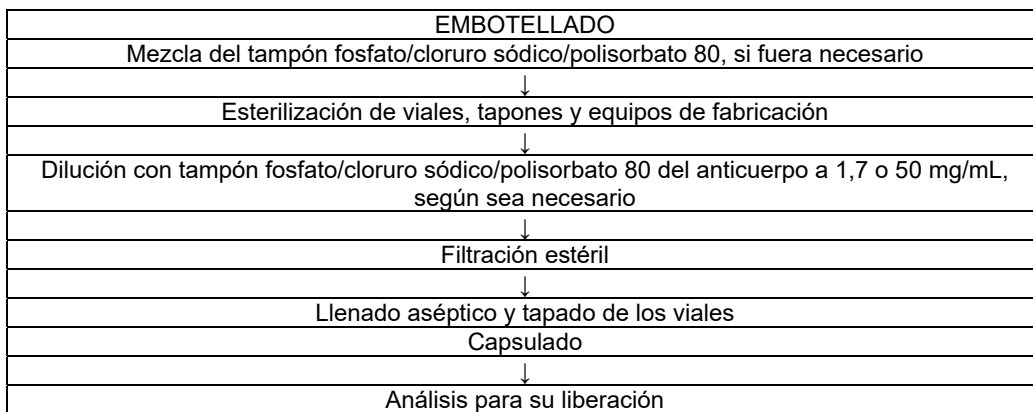 EMBOTELLADO
Mezcla del tampón fosfato/cloruro sódico/polisorbato 80, si fuera necesario
↓
Esterilización de viales, tapones y equipos de fabricación
↓
Dilución con tampón fosfato/cloruro sódico/polisorbato 80 del anticuerpo a 1,7 o 50 mg/mL,
según sea necesario
↓
Filtración estéril
↓
Llenado aséptico y tapado de los viales
Capsulado
↓
Análisis para su liberación